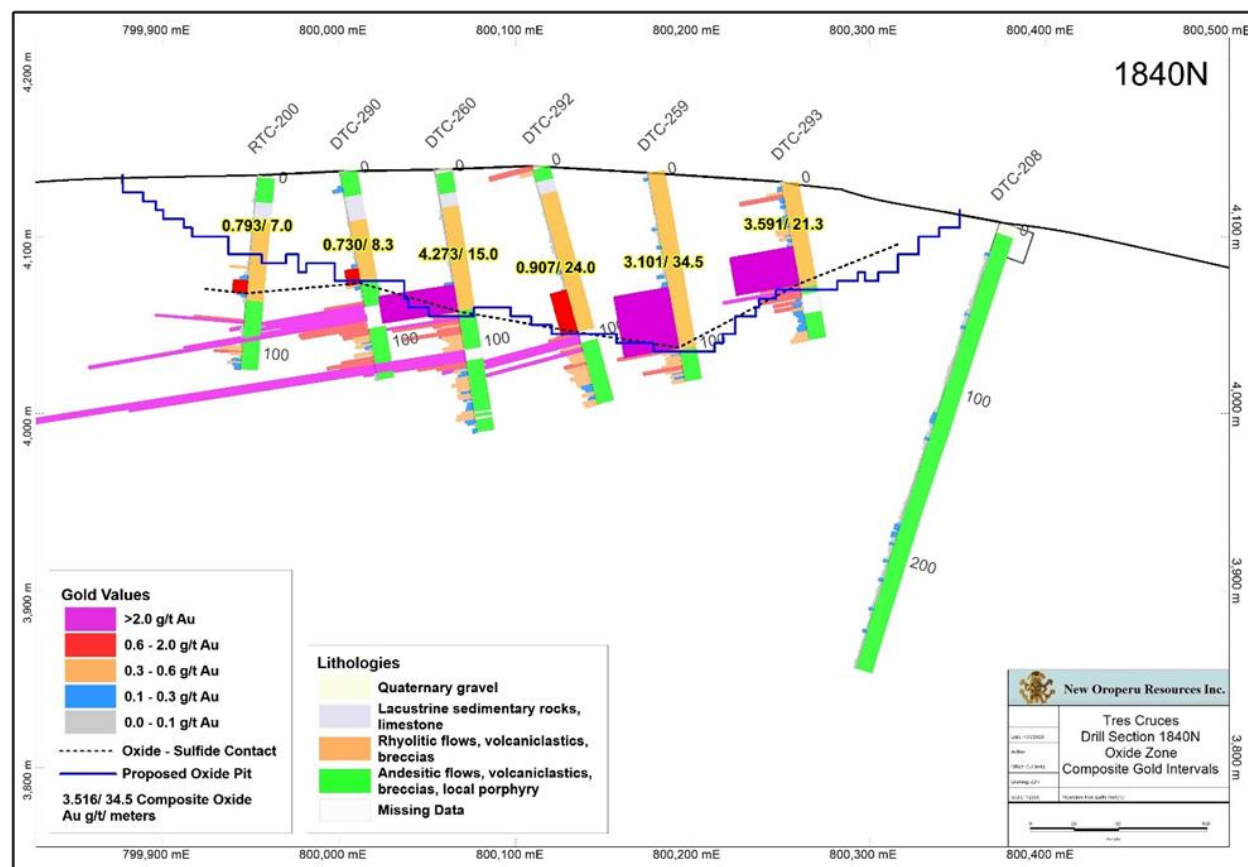 799,900 mE 800,000 mE 800,100 mE 800,200 mE 800,300 mE 800,400 mE 800,500 mE
1840N
4,200 m
RTC-200
DTC-290
DTC-260
DTC-292
DTC-259
DTC-293
DTC-208
0 0 0 0 0 0
0.793/ 7.0
0.730/ 8.3
4.273/ 15.0
0.907/ 24.0
3.101/ 34.5
3.591/ 21.3
4,100 m 4,100 m
100 100 100 100
100
4,000 m 4,000 m
200
3,900 m 3,900 m
3,800 m 3,800 m
Gold Values
>2.0 g/t Au
0.6 - 2.0 g/t Au
0.3 - 0.6 g/t Au
0.1 - 0.3 g/t Au
0.0 - 0.1 g/t Au
Oxide - Sulfide Contact
Proposed Oxide Pit
3.516/ 34.5 Composite Oxide
Au g/t/ meters
Lithologies
Quaternary gravel
Lacustrine sedimentary rocks,
limestone
Rhyolitic flows, volcaniclastics,
breccias
Andesitic flows, volcaniclastics,
breccias, local porphyry
Missing Data
New Oroperu Resources Inc.
Tres Cruces
Drill Section 1840N
Oxide Zone
Composite Gold Intervals
799,900 mE 800,000 mE 800,100 mE 800,200 mE 800,300 mE 800,400 mE